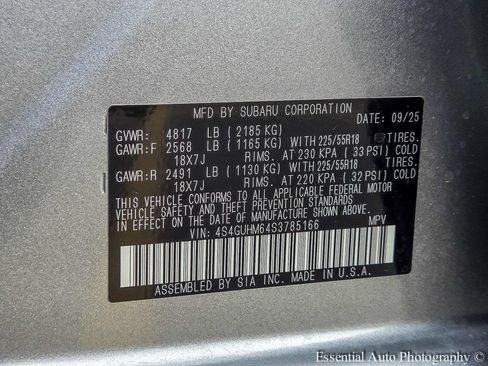 MFD BY SUBARU CORPORATION
DATE: 09/25
GVWR: 4817 LB (2185 KG)
GAWR:F 2568 LB (1165 KG) WITH 225/55R18 TIRES.
18X7J RIMS. AT 230 KPA (33 PSI) COLD
GAWR:R 2491 LB (1130 KG) WITH 225/55R18 TIRES.
18X7J RIMS. AT 220 KPA (32 PSI) COLD
THIS VEHICLE CONFORMS TO ALL APPLICABLE FEDERAL MOTOR
VEHICLE SAFETY AND THEFT PREVENTION STANDARDS IN
EFFECT ON THE DATE OF MANUFACTURE SHOWN ABOVE.
VIN: 4S4GUHM64S3785166 MPV
ASSEMBLED BY SIA INC. MADE IN U.S.A.
Essential Auto Photography ©